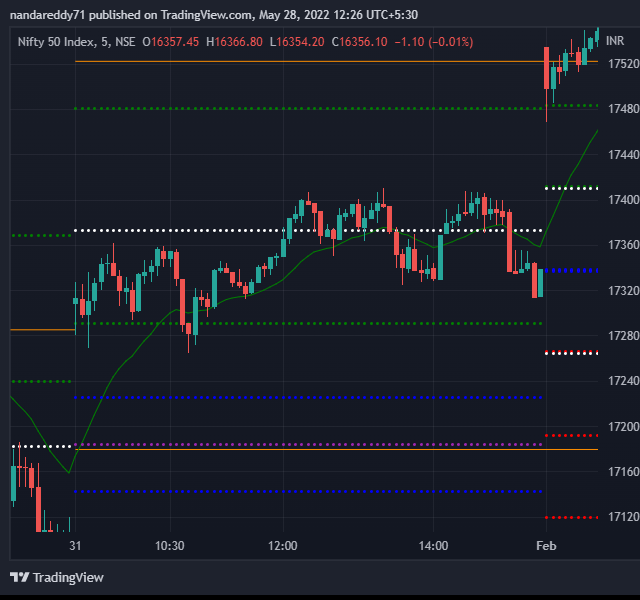 nandareddy71 published on TradingView.com, May 28, 2022 12:26 UTC+5:30
Nifty 50 Index, 5, NSE O16357.45 H16366.80 L16354.20 C16356.10 −1.10 (−0.01%)
INR
17520
17480
17440
17400
17360
17320
17280
17240
17200
17160
17120
31 10:30 12:00 14:00 Feb
TradingView